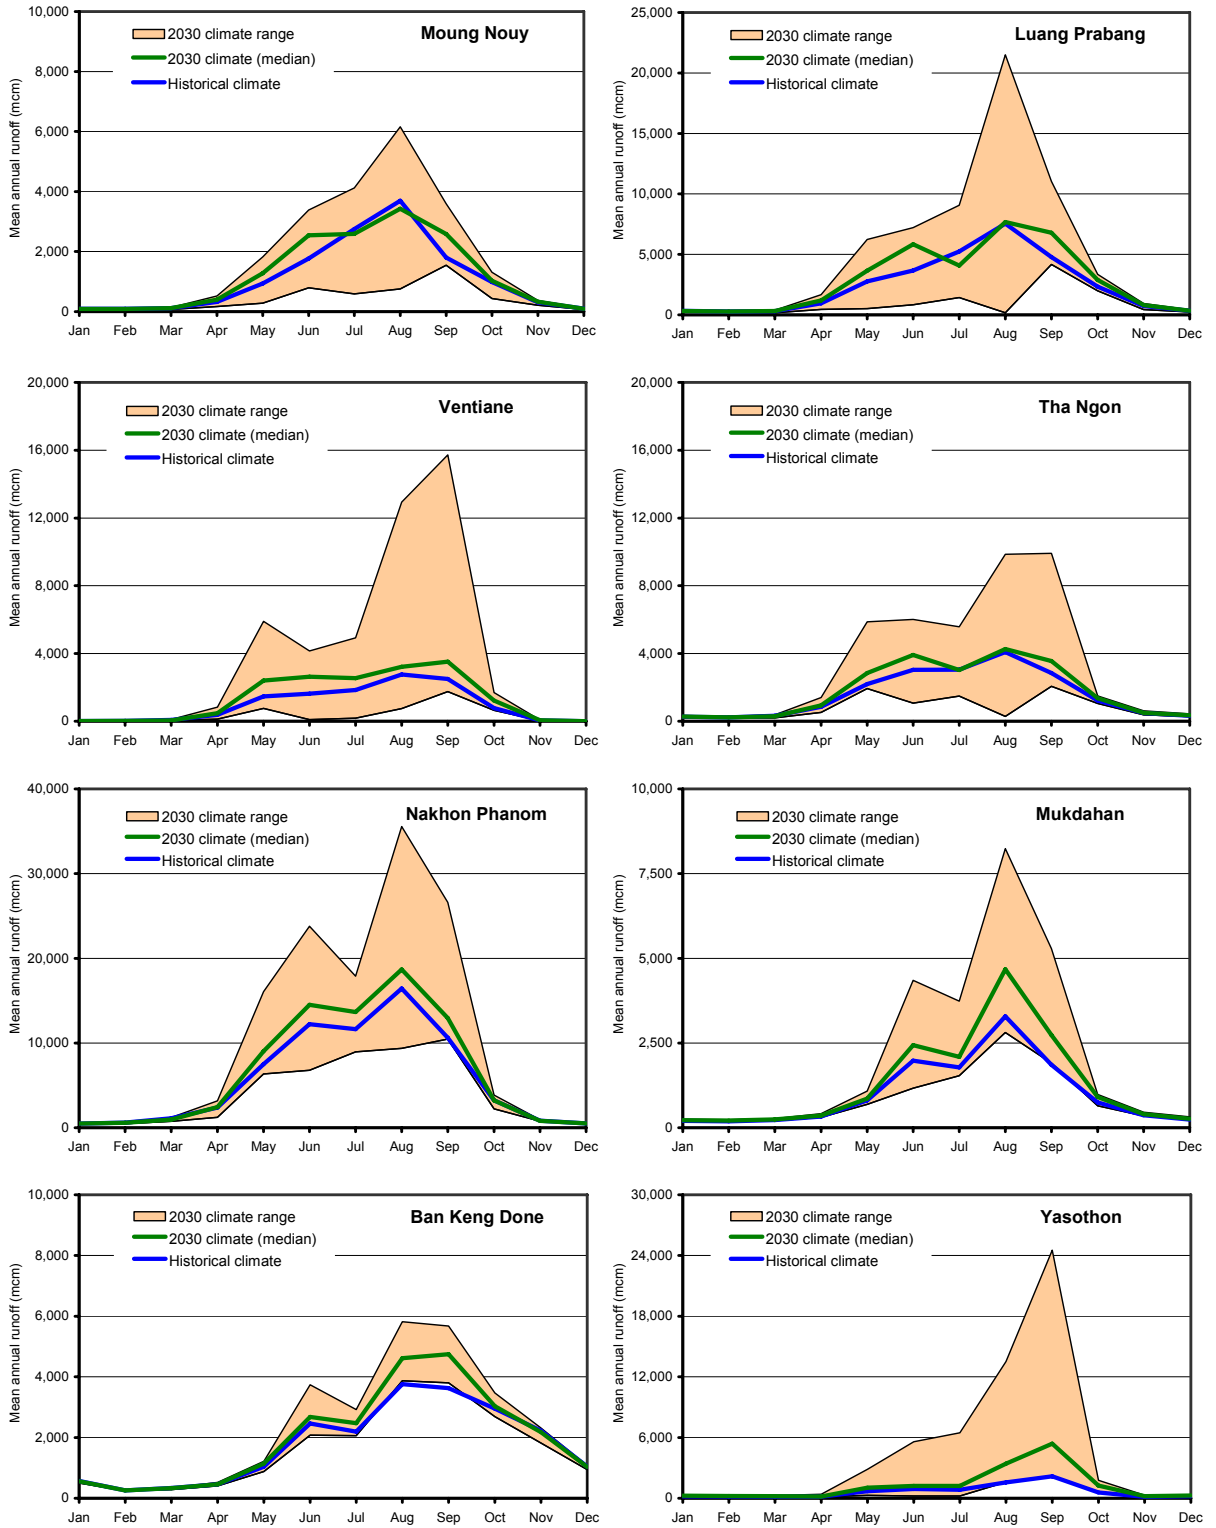 Moung Nouy
Mean annual runoff (mcm)
10,000
8,000
6,000
4,000
2,000
0
2030 climate range
2030 climate (median)
Historical climate
Jan Feb Mar Apr May Jun Jul Aug Sep Oct Nov Dec
Luang Prabang
Mean annual runoff (mcm)
25,000
20,000
15,000
10,000
5,000
0
2030 climate range
2030 climate (median)
Historical climate
Jan Feb Mar Apr May Jun Jul Aug Sep Oct Nov Dec
Ventiane
Mean annual runoff (mcm)
20,000
16,000
12,000
8,000
4,000
0
2030 climate range
2030 climate (median)
Historical climate
Jan Feb Mar Apr May Jun Jul Aug Sep Oct Nov Dec
Tha Ngon
Mean annual runoff (mcm)
20,000
16,000
12,000
8,000
4,000
0
2030 climate range
2030 climate (median)
Historical climate
Jan Feb Mar Apr May Jun Jul Aug Sep Oct Nov Dec
Nakhon Phanom
Mean annual runoff (mcm)
40,000
30,000
20,000
10,000
0
2030 climate range
2030 climate (median)
Historical climate
Jan Feb Mar Apr May Jun Jul Aug Sep Oct Nov Dec
Mukdahan
Mean annual runoff (mcm)
10,000
7,500
5,000
2,500
0
2030 climate range
2030 climate (median)
Historical climate
Jan Feb Mar Apr May Jun Jul Aug Sep Oct Nov Dec
Ban Keng Done
Mean annual runoff (mcm)
10,000
8,000
6,000
4,000
2,000
0
2030 climate range
2030 climate (median)
Historical climate
Jan Feb Mar Apr May Jun Jul Aug Sep Oct Nov Dec
Yasothon
Mean annual runoff (mcm)
30,000
24,000
18,000
12,000
6,000
0
2030 climate range
2030 climate (median)
Historical climate
Jan Feb Mar Apr May Jun Jul Aug Sep Oct Nov Dec